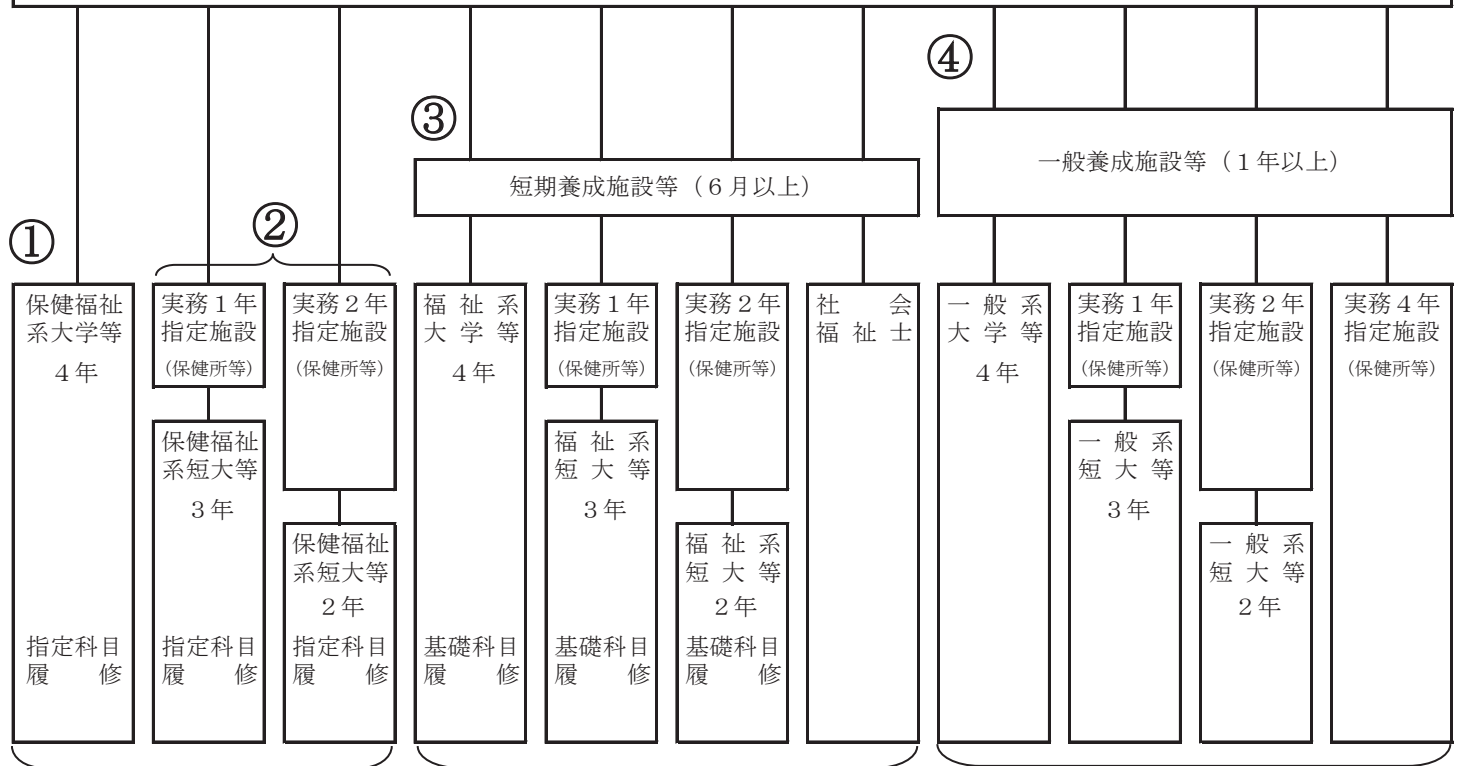 ④
③
一般養成施設等（１年以上）
短期養成施設等（６月以上）
①
②
保健福祉
系大学等
４年
指定科目
履　　修
実務１年
指定施設
(保健所等)
保健福祉
系短大等
３年
指定科目
履　　修
実務２年
指定施設
(保健所等)
保健福祉
系短大等
２年
指定科目
履　　修
福 祉 系
大 学 等
４年
基礎科目
履　　修
実務１年
指定施設
(保健所等)
福 祉 系
短 大 等
３年
基礎科目
履　　修
実務２年
指定施設
(保健所等)
福 祉 系
短 大 等
２年
基礎科目
履　　修
社　　会
福 祉 士
一 般 系
大 学 等
４年
実務１年
指定施設
(保健所等)
一 般 系
短 大 等
３年
実務２年
指定施設
(保健所等)
一 般 系
短 大 等
２年
実務４年
指定施設
(保健所等)